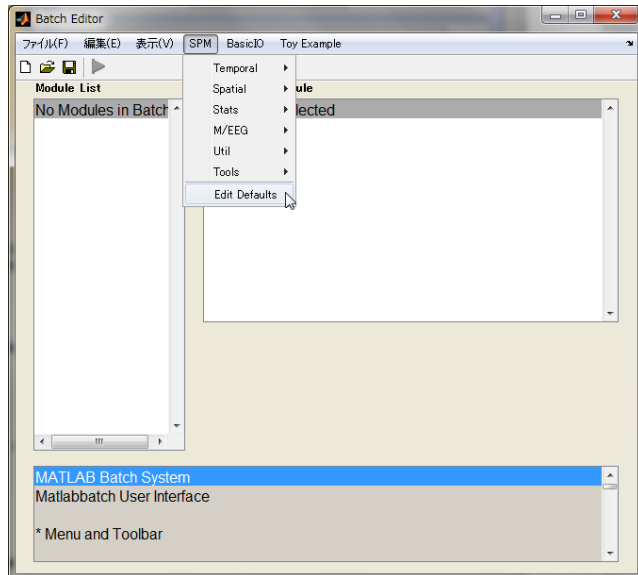 Batch Editor
ファイル(F) 編集(E) 表示(V) SPM BasicIO Toy Example
Module List
ule
No Modules in Batch
lected
Temporal
Spatial
Stats
M/EEG
Util
Tools
Edit Defaults
MATLAB Batch System
Matlabbatch User Interface
* Menu and Toolbar